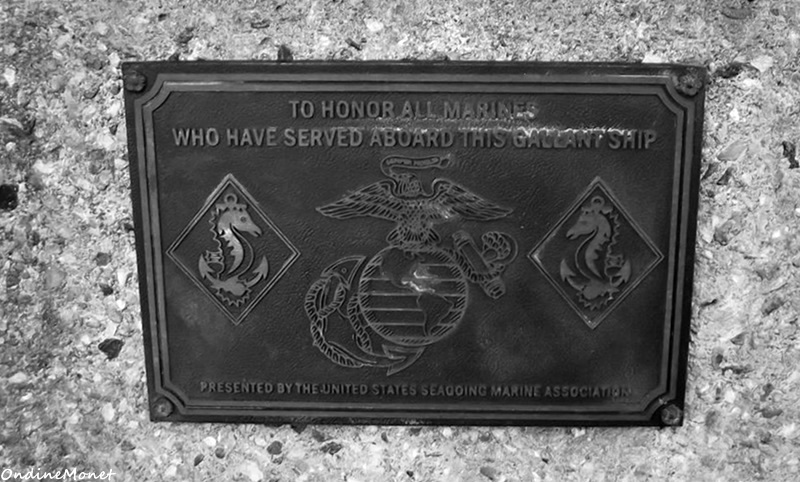 TO HONOR ALL MARINES
WHO HAVE SERVED ABOARD THIS GALLANT SHIP
PRESENTED BY THE UNITED STATES SEAGOING MARINE ASSOCIATION
OndineMonet